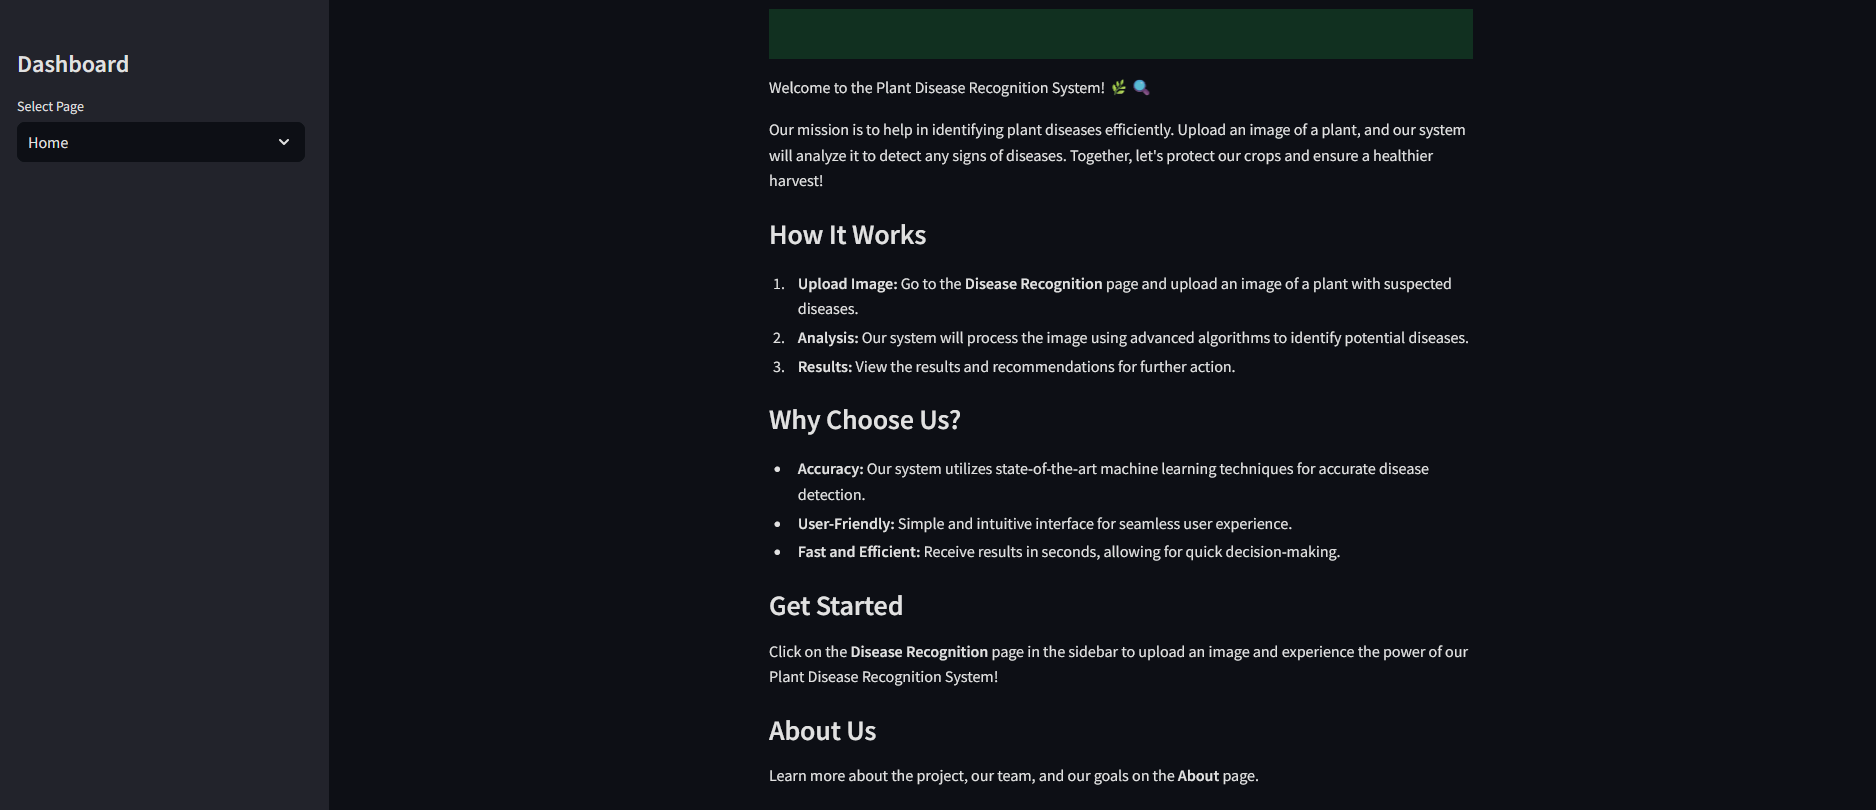 Dashboard
Select Page
Home
Welcome to the Plant Disease Recognition System! 🌿 🔍
Our mission is to help in identifying plant diseases efficiently. Upload an image of a plant, and our system
will analyze it to detect any signs of diseases. Together, let's protect our crops and ensure a healthier
harvest!
How It Works
1. Upload Image: Go to the Disease Recognition page and upload an image of a plant with suspected
diseases.
2. Analysis: Our system will process the image using advanced algorithms to identify potential diseases.
3. Results: View the results and recommendations for further action.
Why Choose Us?
• Accuracy: Our system utilizes state-of-the-art machine learning techniques for accurate disease
detection.
• User-Friendly: Simple and intuitive interface for seamless user experience.
• Fast and Efficient: Receive results in seconds, allowing for quick decision-making.
Get Started
Click on the Disease Recognition page in the sidebar to upload an image and experience the power of our
Plant Disease Recognition System!
About Us
Learn more about the project, our team, and our goals on the About page.